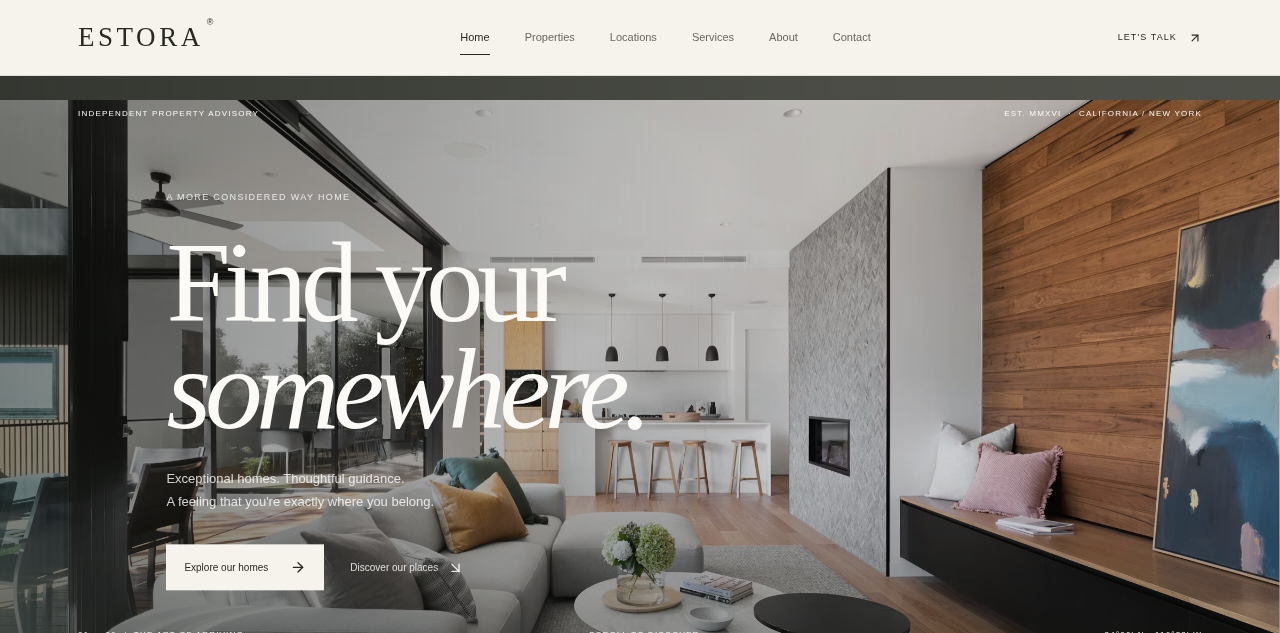 ESTORA®
Home
Properties
Locations
Services
About
Contact
LET'S TALK
INDEPENDENT PROPERTY ADVISORY
EST. MMXVI · CALIFORNIA / NEW YORK
A MORE CONSIDERED WAY HOME
Find your
somewhere.
Exceptional homes. Thoughtful guidance.
A feeling that you're exactly where you belong.
Explore our homes
Discover our places